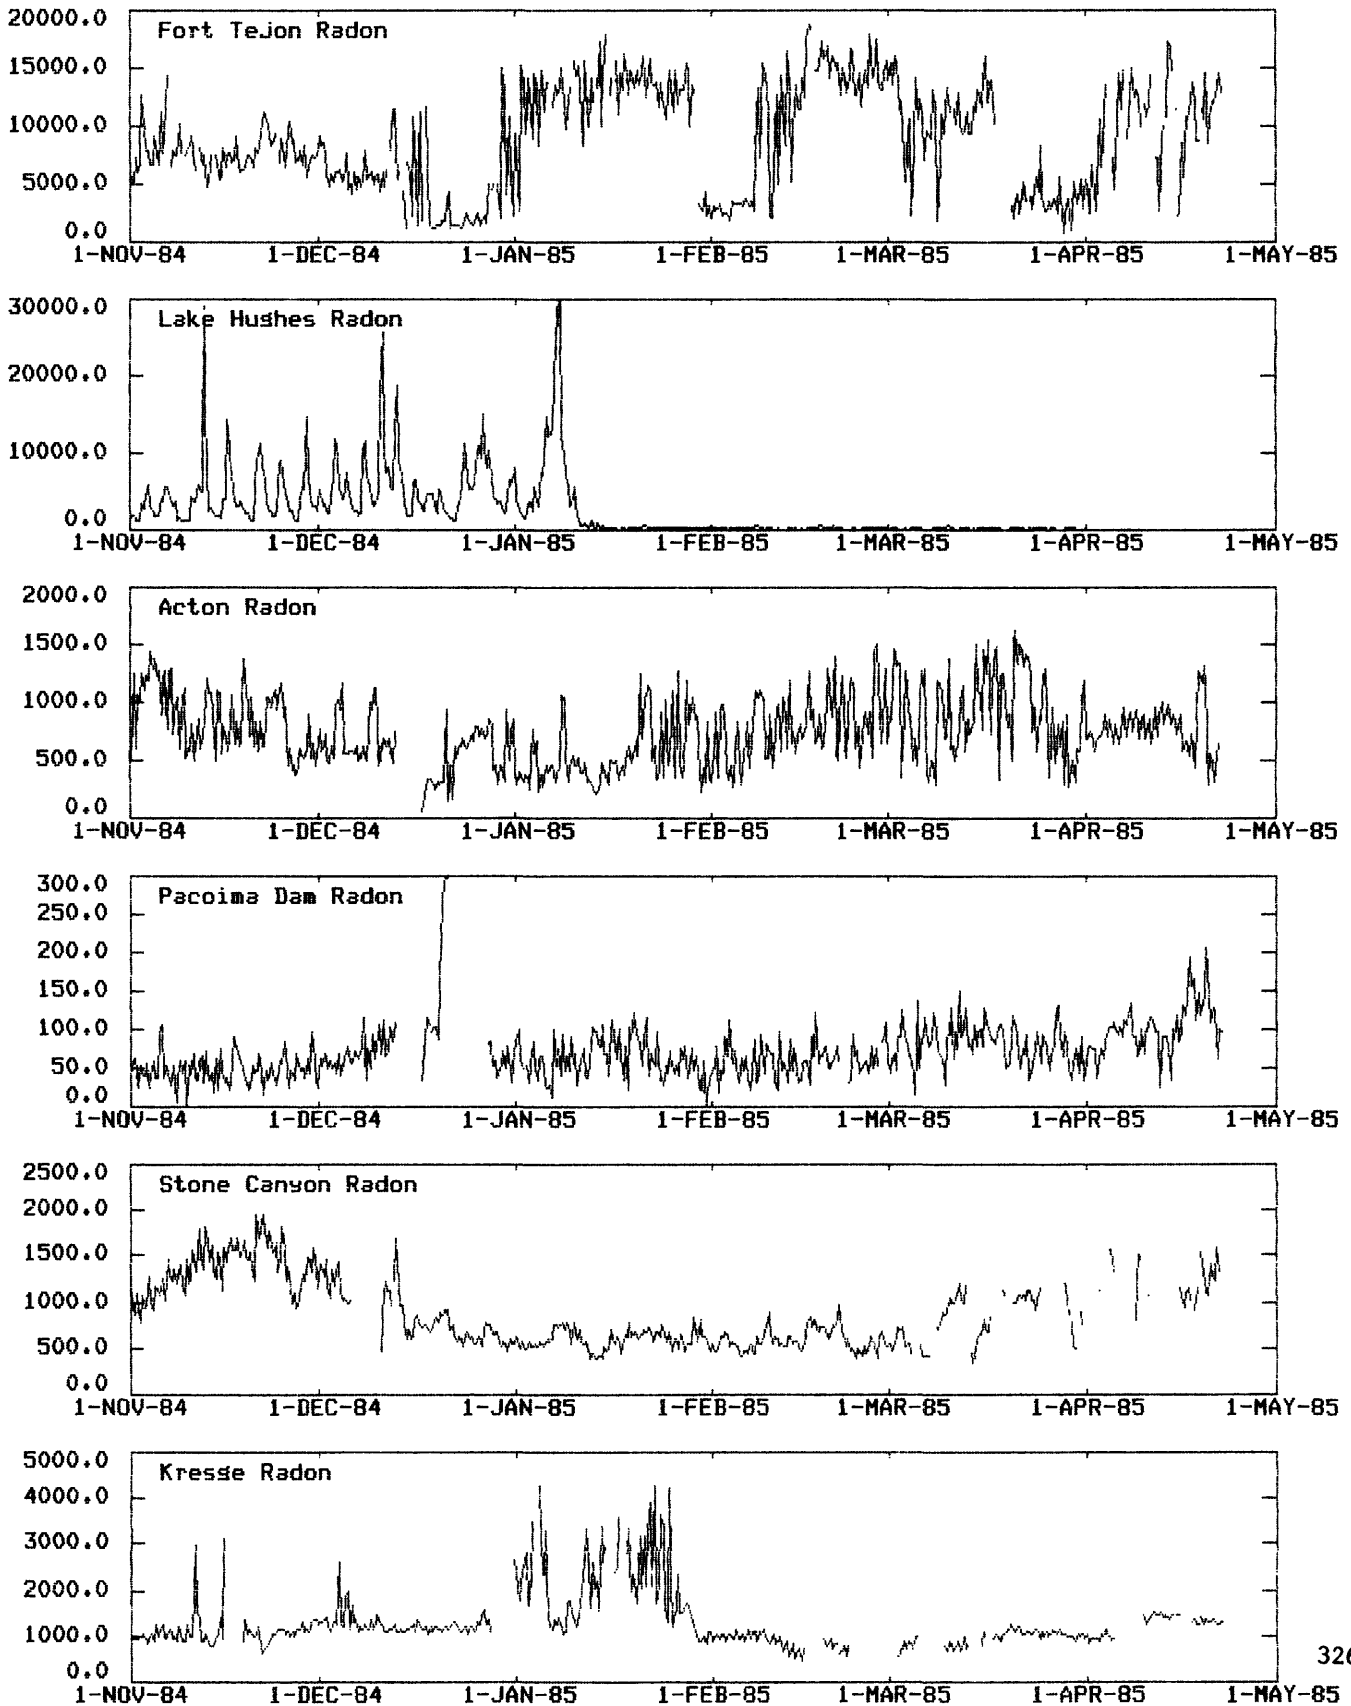 20000.0
Fort Tejon Radon
15000.0
10000.0
5000.0
0.0
1-NOV-84 1-DEC-84 1-JAN-85 1-FEB-85 1-MAR-85 1-APR-85 1-MAY-85
30000.0
Lake Hughes Radon
20000.0
10000.0
0.0
1-NOV-84 1-DEC-84 1-JAN-85 1-FEB-85 1-MAR-85 1-APR-85 1-MAY-85
2000.0
Acton Radon
1500.0
1000.0
500.0
0.0
1-NOV-84 1-DEC-84 1-JAN-85 1-FEB-85 1-MAR-85 1-APR-85 1-MAY-85
300.0
Pacoima Dam Radon
250.0
200.0
150.0
100.0
50.0
0.0
1-NOV-84 1-DEC-84 1-JAN-85 1-FEB-85 1-MAR-85 1-APR-85 1-MAY-85
2500.0
Stone Canyon Radon
2000.0
1500.0
1000.0
500.0
0.0
1-NOV-84 1-DEC-84 1-JAN-85 1-FEB-85 1-MAR-85 1-APR-85 1-MAY-85
5000.0
Kresge Radon
4000.0
3000.0
2000.0
1000.0
0.0
1-NOV-84 1-DEC-84 1-JAN-85 1-FEB-85 1-MAR-85 1-APR-85 1-MAY-85
326